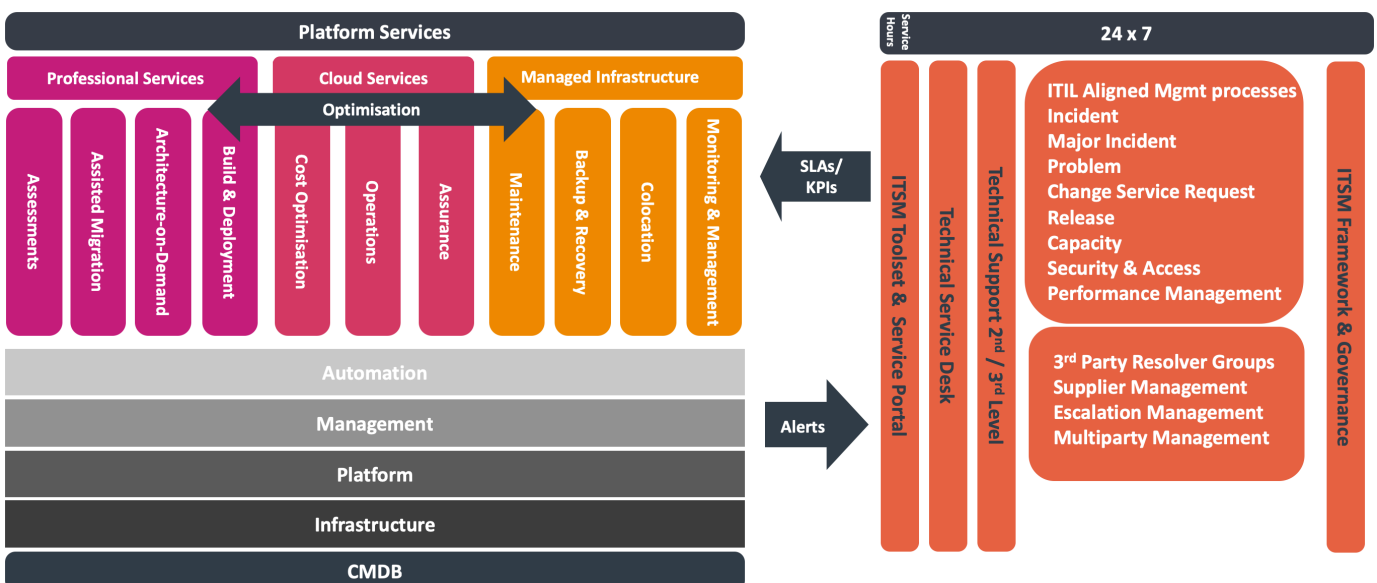 Platform Services
Professional Services
Cloud Services
Managed Infrastructure
Optimisation
Assessments
Assisted Migration
Architecture-on-Demand
Build & Deployment
Cost Optimisation
Operations
Assurance
Maintenance
Backup & Recovery
Colocation
Monitoring & Management
Automation
Management
Platform
Infrastructure
CMDB
SLAs/
KPIs
Alerts
Service
Hours
24 x 7
ITSM Toolset & Service Portal
Technical Service Desk
Technical Support 2nd / 3rd Level
ITIL Aligned Mgmt processes
Incident
Major Incident
Problem
Change Service Request
Release
Capacity
Security & Access
Performance Management
3rd Party Resolver Groups
Supplier Management
Escalation Management
Multiparty Management
ITSM Framework & Governance